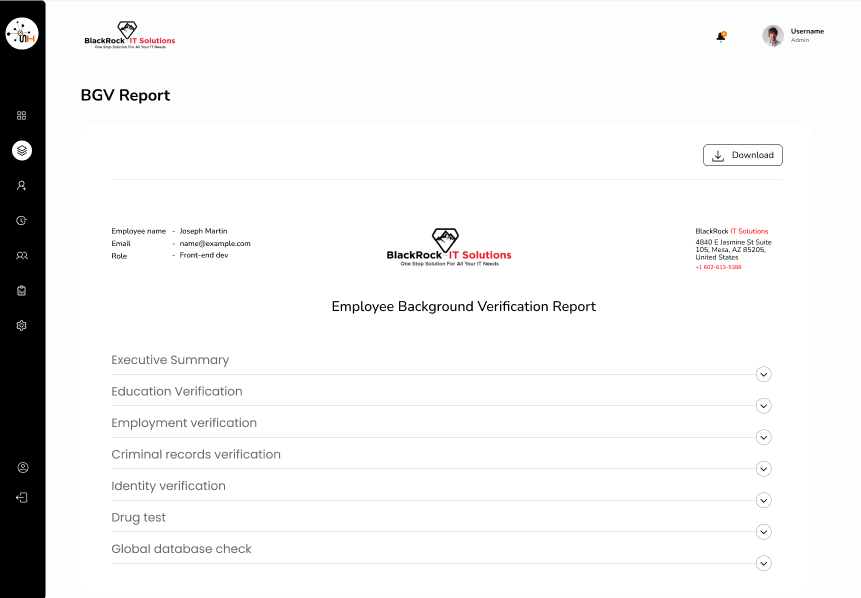 BlackRock IT Solutions
One Stop Solution For All Your IT Needs
Username
Admin
BGV Report
Download
Employee name - Joseph Martin
Email - name@example.com
Role - Front-end dev
BlackRock IT Solutions
One Stop Solution For All Your IT Needs
BlackRock IT Solutions
4840 E Jasmine St Suite
105, Mesa, AZ 85205,
United States
+1 602-613-5386
Employee Background Verification Report
Executive Summary
Education Verification
Employment verification
Criminal records verification
Identity verification
Drug test
Global database check